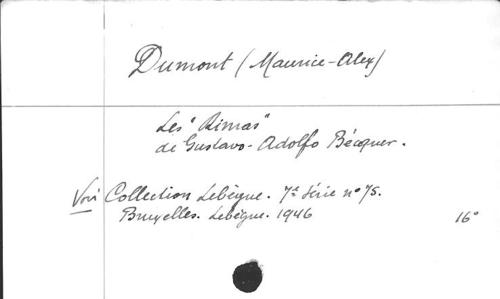 Dumont (Maurice-Alex)
Les "Rimas"
de Gustavo-Adolfo Bécquer.
Voir Collection Lebègue. 7e série n° 75.
Bruxelles. Lebègue. 1946 16°